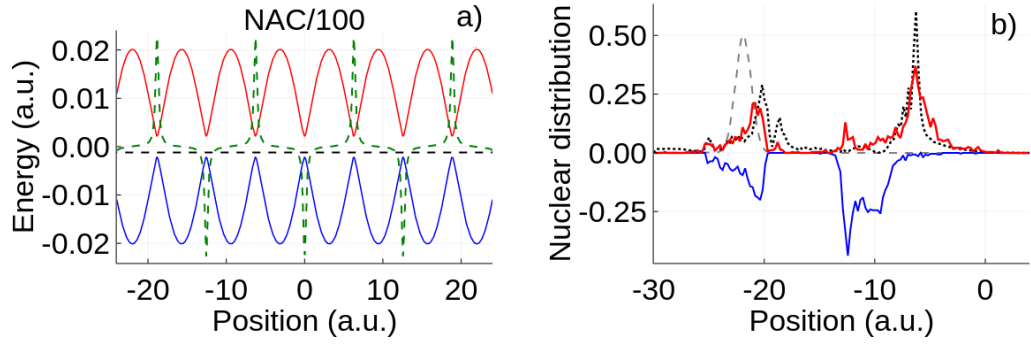 NAC/100
a)
Energy (a.u.)
0.02
0.01
0.00
-0.01
-0.02
-20 -10 0 10 20
Position (a.u.)
b)
Nuclear distribution
0.50
0.25
0.00
-0.25
-30 -20 -10 0
Position (a.u.)